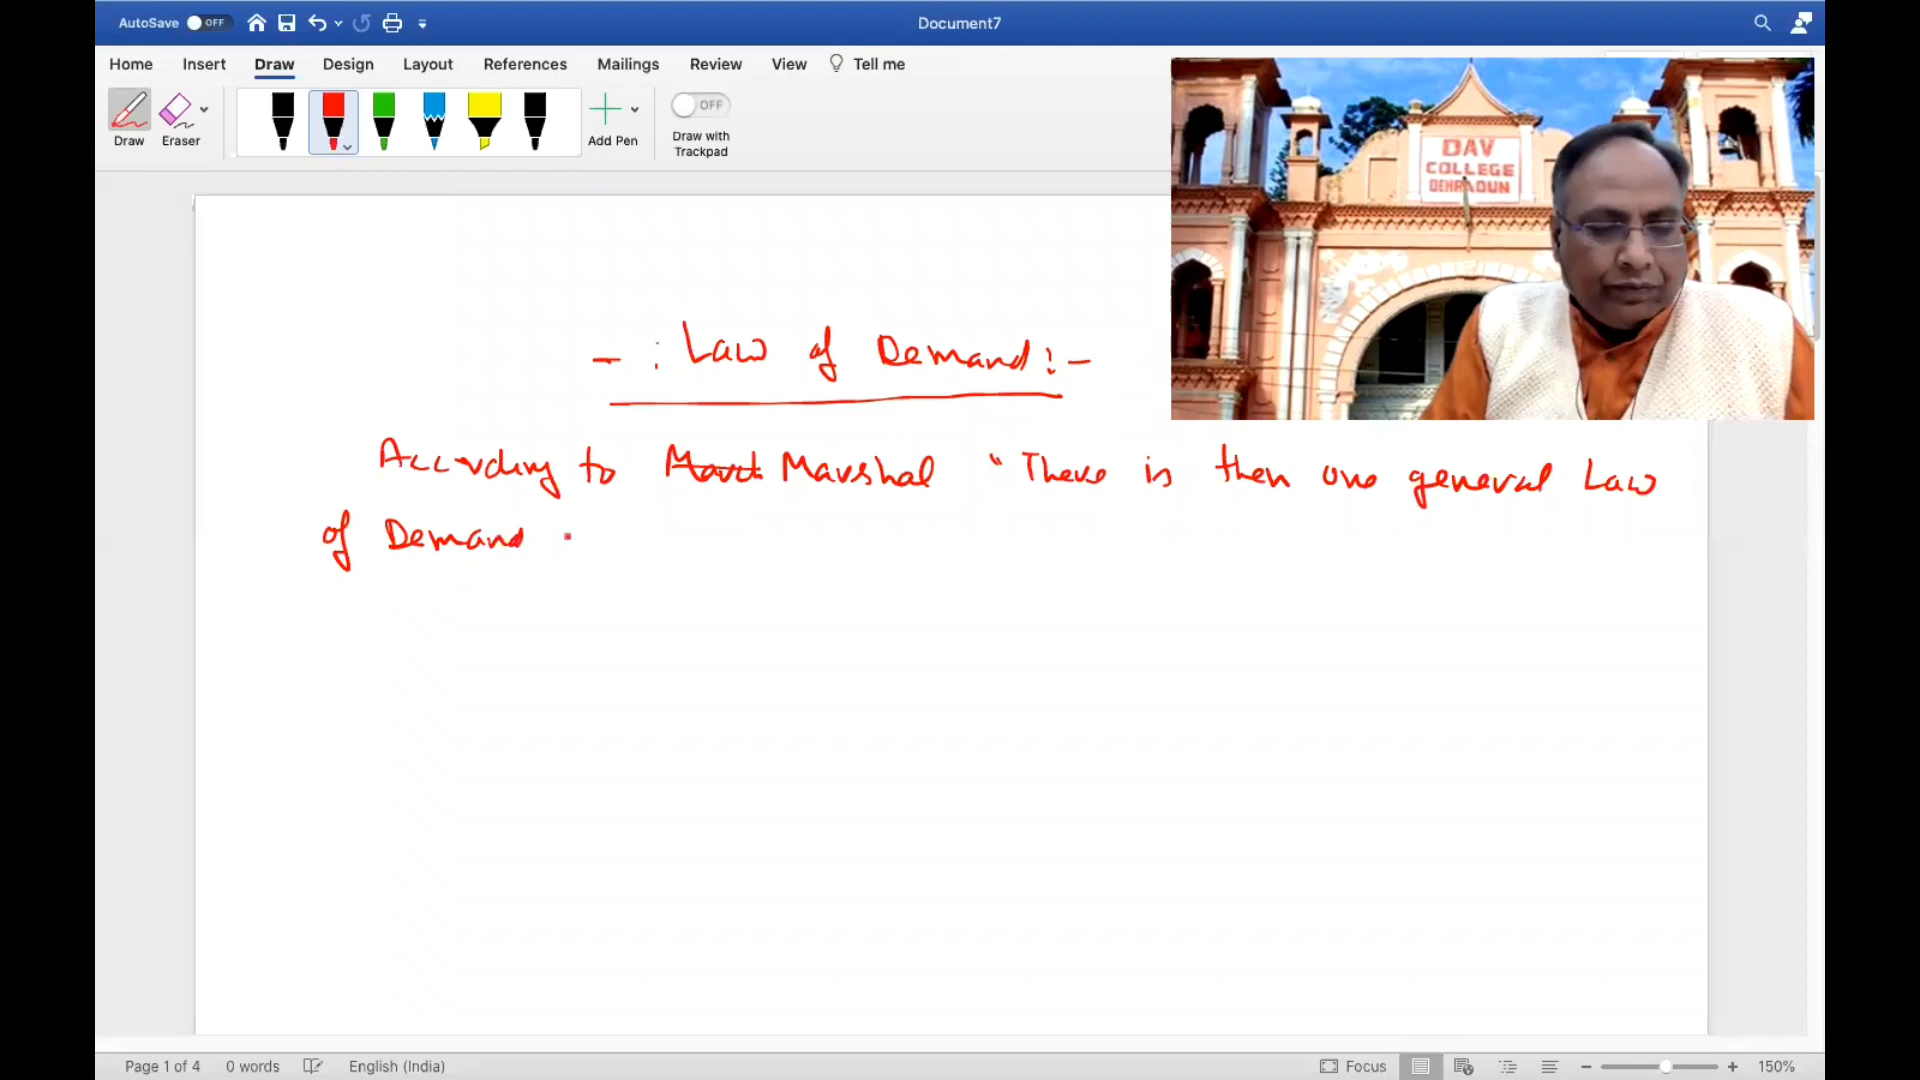 AutoSave OFF
Document7
Home Insert Draw Design Layout References Mailings Review View Tell me
OFF
Draw Eraser Add Pen Draw with Trackpad
DAV
COLLEGE
DEHRADUN
- : Law of Demand : -
According to Marshal " There is then one general Law
of Demand
Page 1 of 4 0 words English (India) Focus 150%